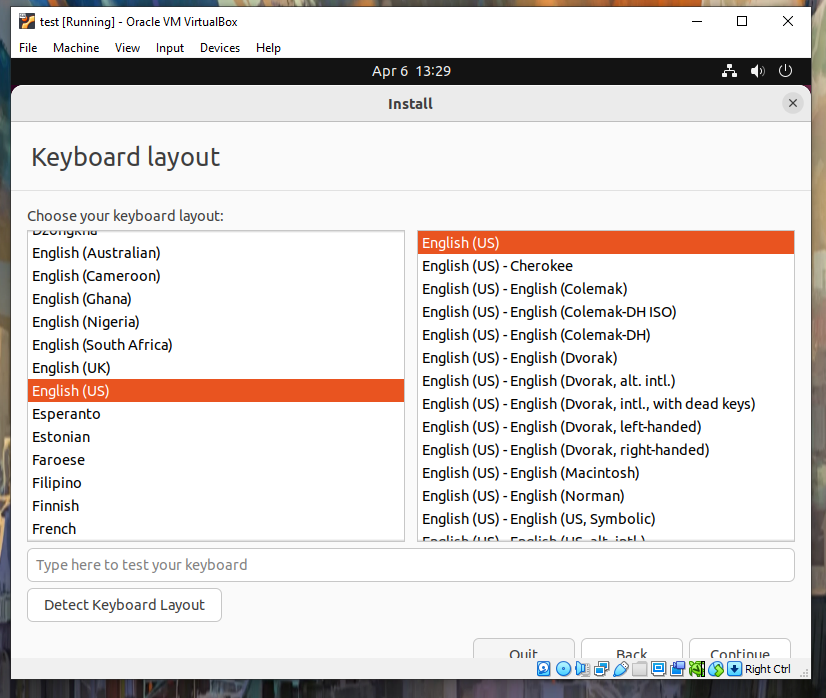 test [Running] - Oracle VM VirtualBox
File Machine View Input Devices Help
Apr 6 13:29
Install
Keyboard layout
Choose your keyboard layout:
Dzongkha
English (Australian)
English (Cameroon)
English (Ghana)
English (Nigeria)
English (South Africa)
English (UK)
English (US)
Esperanto
Estonian
Faroese
Filipino
Finnish
French
English (US)
English (US) - Cherokee
English (US) - English (Colemak)
English (US) - English (Colemak-DH ISO)
English (US) - English (Colemak-DH)
English (US) - English (Dvorak)
English (US) - English (Dvorak, alt. intl.)
English (US) - English (Dvorak, intl., with dead keys)
English (US) - English (Dvorak, left-handed)
English (US) - English (Dvorak, right-handed)
English (US) - English (Macintosh)
English (US) - English (Norman)
English (US) - English (US, Symbolic)
English (US) - English (US, alt. intl.)
Type here to test your keyboard
Detect Keyboard Layout
Quit Back Continue
Right Ctrl